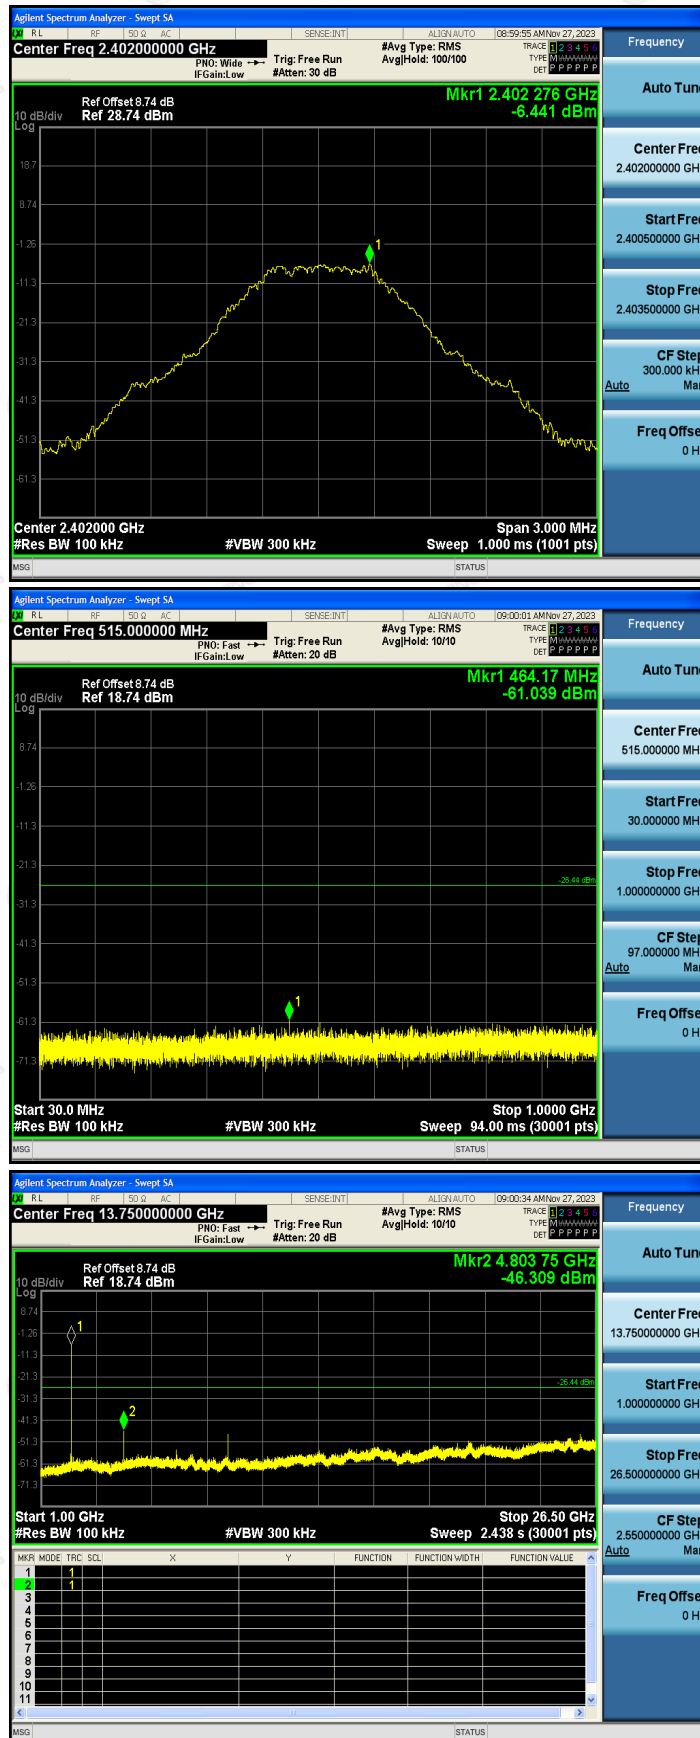 Agilent Spectrum Analyzer - Swept SA
LXI RL RF 50 Ω AC SENSE:INT ALIGN AUTO 08:59:55 AM Nov 27, 2023
Center Freq 2.402000000 GHz #Avg Type: RMS TRACE 1 2 3 4 5 6
PNO: Wide Trig: Free Run Avg|Hold: 100/100 TYPE M
IFGain:Low #Atten: 30 dB DET P P P P P P
Frequency
Auto Tun
Mkr1 2.402 276 GHz
-6.441 dBm
Ref Offset 8.74 dB
10 dB/div Ref 28.74 dBm
Log
18.7
8.74
-1.26
-11.3
-21.3
-31.3
-41.3
-51.3
-61.3
1
Center Fre
2.402000000 GH
Start Fre
2.400500000 GH
Stop Fre
2.403500000 GH
CF Ste
300.000 kH
Auto Ma
Freq Offse
0 H
Center 2.402000 GHz Span 3.000 MHz
#Res BW 100 kHz #VBW 300 kHz Sweep 1.000 ms (1001 pts)
MSG STATUS
Agilent Spectrum Analyzer - Swept SA
LXI RL RF 50 Ω AC SENSE:INT ALIGN AUTO 09:00:01 AM Nov 27, 2023
Center Freq 515.000000 MHz #Avg Type: RMS TRACE 1 2 3 4 5 6
PNO: Fast Trig: Free Run Avg|Hold: 10/10 TYPE M
IFGain:Low #Atten: 20 dB DET P P P P P P
Frequency
Auto Tun
Mkr1 464.17 MHz
-61.039 dBm
Ref Offset 8.74 dB
10 dB/div Ref 18.74 dBm
Log
8.74
-1.26
-11.3
-21.3
-26.44 dBm
-31.3
-41.3
-51.3
-61.3
-71.3
1
Center Fre
515.000000 MH
Start Fre
30.000000 MH
Stop Fre
1.000000000 GH
CF Ste
97.000000 MH
Auto Ma
Freq Offse
0 H
Start 30.0 MHz Stop 1.0000 GHz
#Res BW 100 kHz #VBW 300 kHz Sweep 94.00 ms (30001 pts)
MSG STATUS
Agilent Spectrum Analyzer - Swept SA
LXI RL RF 50 Ω AC SENSE:INT ALIGN AUTO 09:00:34 AM Nov 27, 2023
Center Freq 13.750000000 GHz #Avg Type: RMS TRACE 1 2 3 4 5 6
PNO: Fast Trig: Free Run Avg|Hold: 10/10 TYPE M
IFGain:Low #Atten: 20 dB DET P P P P P P
Frequency
Auto Tun
Mkr2 4.803 75 GHz
-46.309 dBm
Ref Offset 8.74 dB
10 dB/div Ref 18.74 dBm
Log
8.74
-1.26
-11.3
-21.3
-26.44 dBm
-31.3
-41.3
-51.3
-61.3
-71.3
1
2
Center Fre
13.750000000 GH
Start Fre
1.000000000 GH
Stop Fre
26.500000000 GH
CF Ste
2.550000000 GH
Auto Ma
Freq Offse
0 H
Start 1.00 GHz Stop 26.50 GHz
#Res BW 100 kHz #VBW 300 kHz Sweep 2.438 s (30001 pts)
MKR MODE TRC SCL X Y FUNCTION FUNCTION WIDTH FUNCTION VALUE
1 1
2 1
3
4
5
6
7
8
9
10
11
MSG STATUS